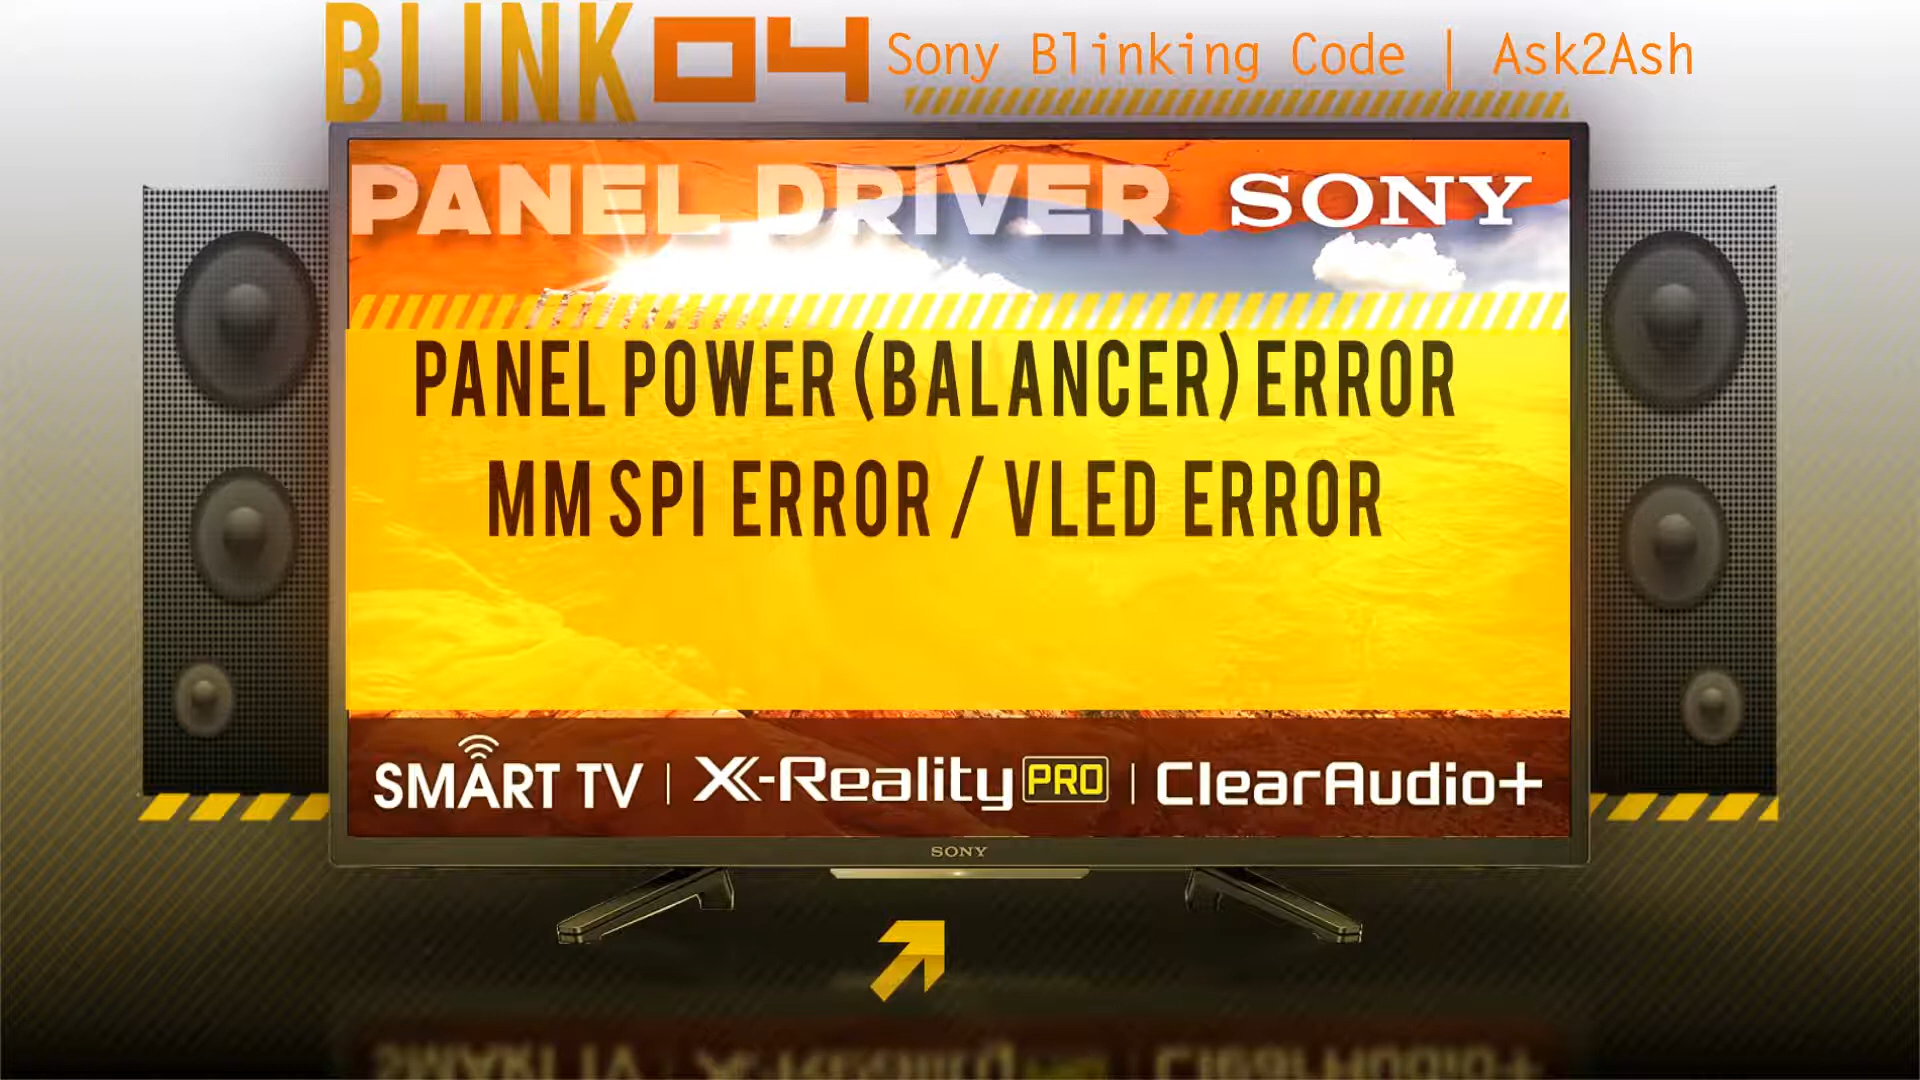 BLINK 04 Sony Blinking Code | Ask2Ash
PANEL DRIVER SONY
PANEL POWER (BALANCER) ERROR
MM SPI ERROR / VLED ERROR
SMART TV | X-Reality PRO | ClearAudio+
SONY